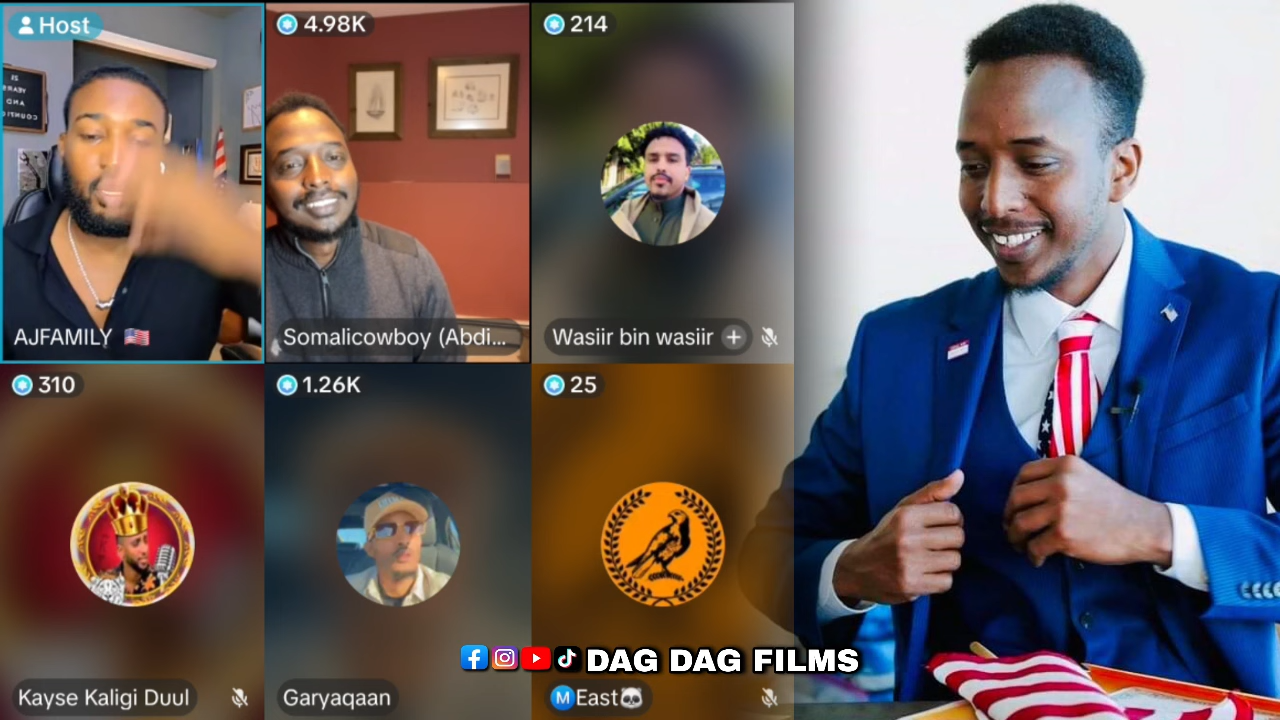 Host
4.98K
214
AJFAMILY 🇺🇸
Somalicowboy (Abdi...
Wasiir bin wasiir +
310
1.26K
25
DAG DAG FILMS
Kayse Kaligi Duul
Garyaqaan
M East🐼